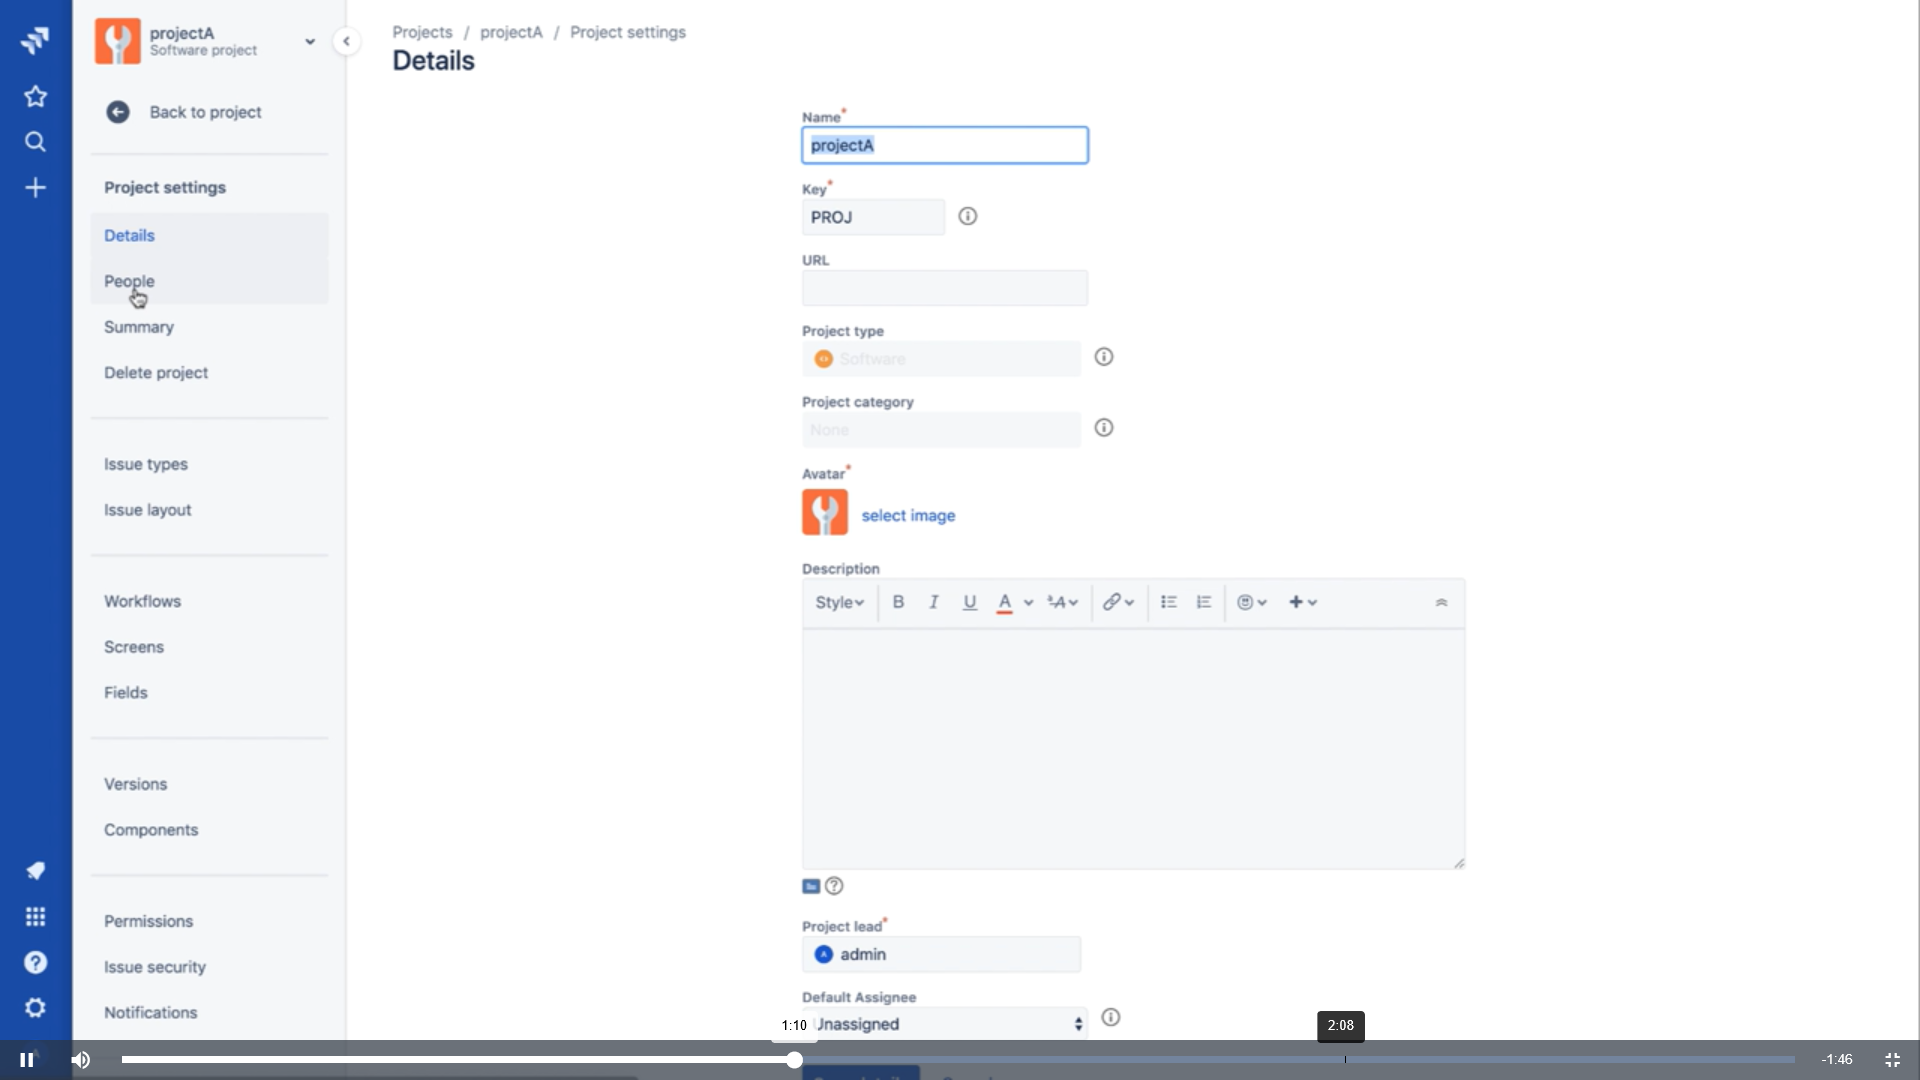 projectA
Software project
Back to project
Project settings
Details
People
Summary
Delete project
Issue types
Issue layout
Workflows
Screens
Fields
Versions
Components
Permissions
Issue security
Notifications
Projects / projectA / Project settings
Details
Name*
projectA
Key*
PROJ
URL
Project type
Software
Project category
None
Avatar*
select image
Description
Style B I U A A
Project lead*
admin
Default Assignee
Unassigned
1:10
2:08
-1:46